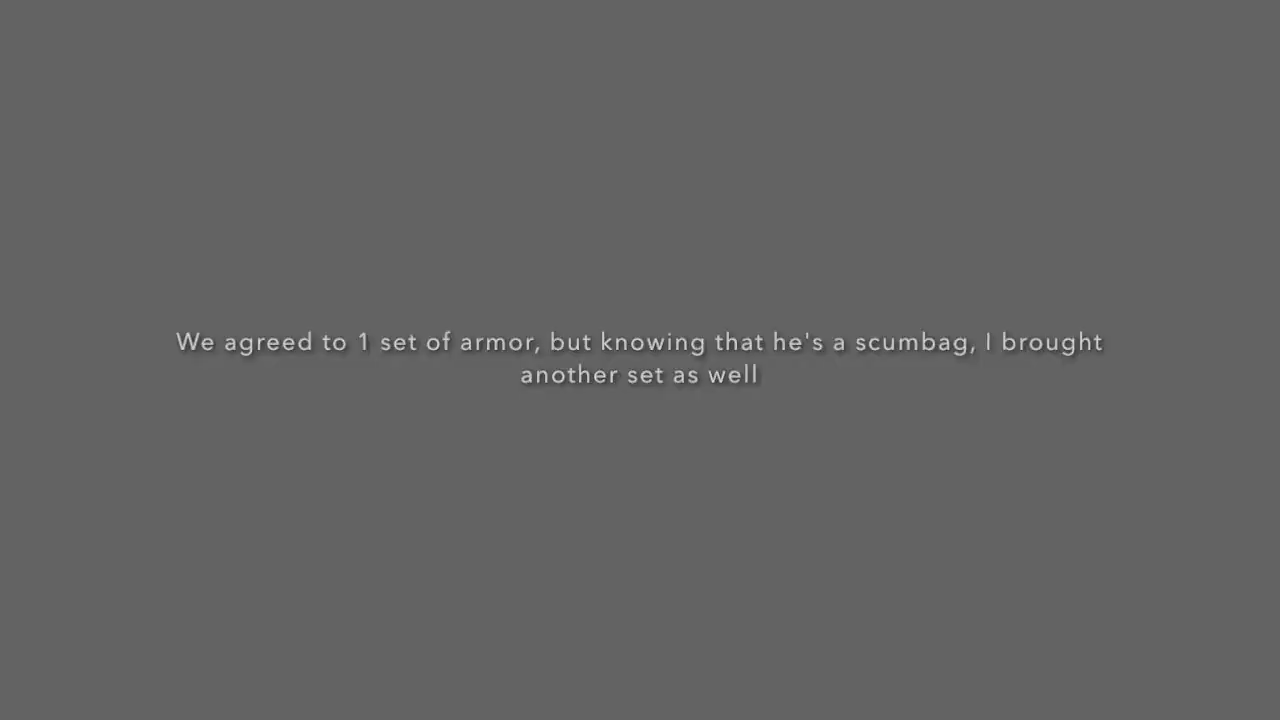 We agreed to 1 set of armor, but knowing that he's a scumbag, I brought
another set as well